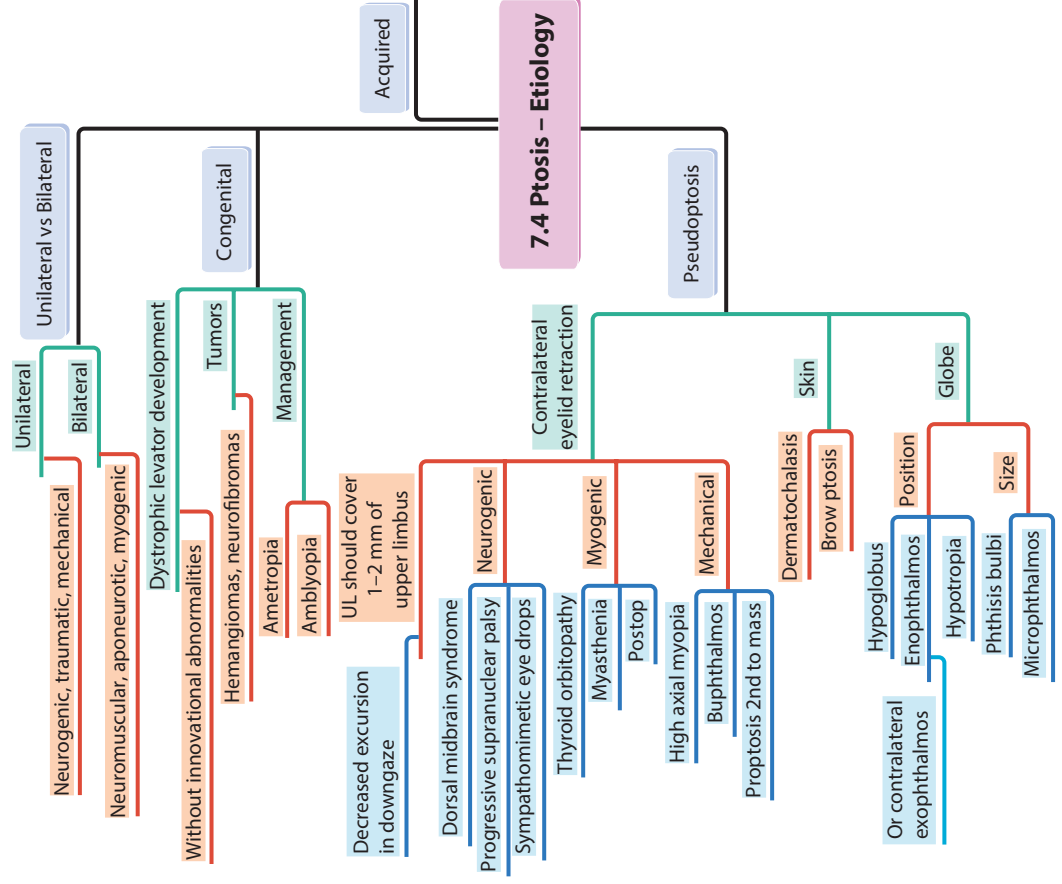 7.4 Ptosis – Etiology
Acquired
Unilateral vs Bilateral
Unilateral
Neurogenic, traumatic, mechanical
Bilateral
Neuromuscular, aponeurotic, myogenic
Congenital
Dystrophic levator development
Without innovational abnormalities
Tumors
Hemangiomas, neurofibromas
Management
Ametropia
Amblyopia
Pseudoptosis
Contralateral
eyelid retraction
UL should cover
1–2 mm of
upper limbus
Decreased excursion
in downgaze
Neurogenic
Dorsal midbrain syndrome
Progressive supranuclear palsy
Sympathomimetic eye drops
Myogenic
Thyroid orbitopathy
Myasthenia
Postop
Mechanical
High axial myopia
Buphthalmos
Proptosis 2nd to mass
Skin
Dermatochalasis
Brow ptosis
Globe
Position
Hypoglobus
Enophthalmos
Or contralateral
exophthalmos
Hypotropia
Size
Phthisis bulbi
Microphthalmos